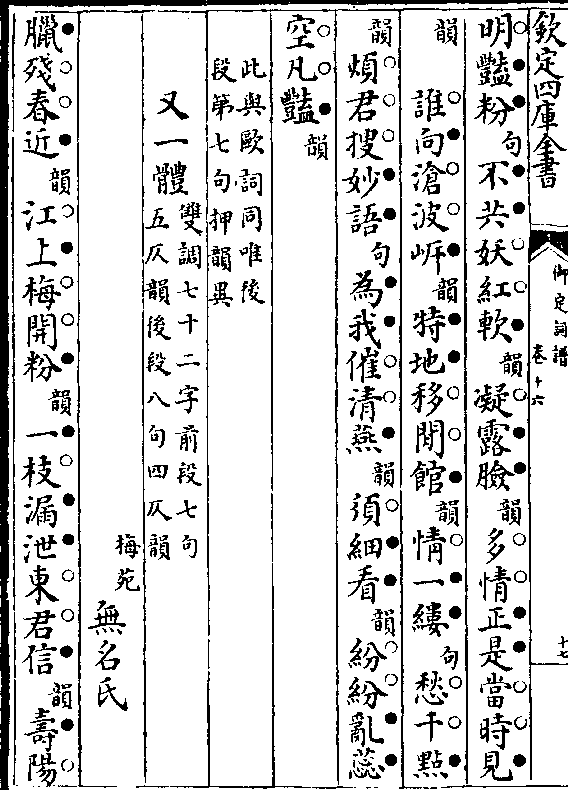 欽定四庫全書
御定詞譜
卷十六
十七
明豔粉句不共妖紅軟韻凝露臉韻多情正是當時見
韻誰向滄波岍韻特地移閒館韻情一縷句愁千點
韻煩君搜妙語句為我催清燕韻須細看韻紛紛亂蕊
空凡豔韻
此與歐詞同唯後
段第七句押韻異
又一體雙調七十二字前段七句
五仄韻後段八句四仄韻
梅苑無名氏
臘殘春近韻江上梅開粉韻一枝漏泄東君信韻壽陽